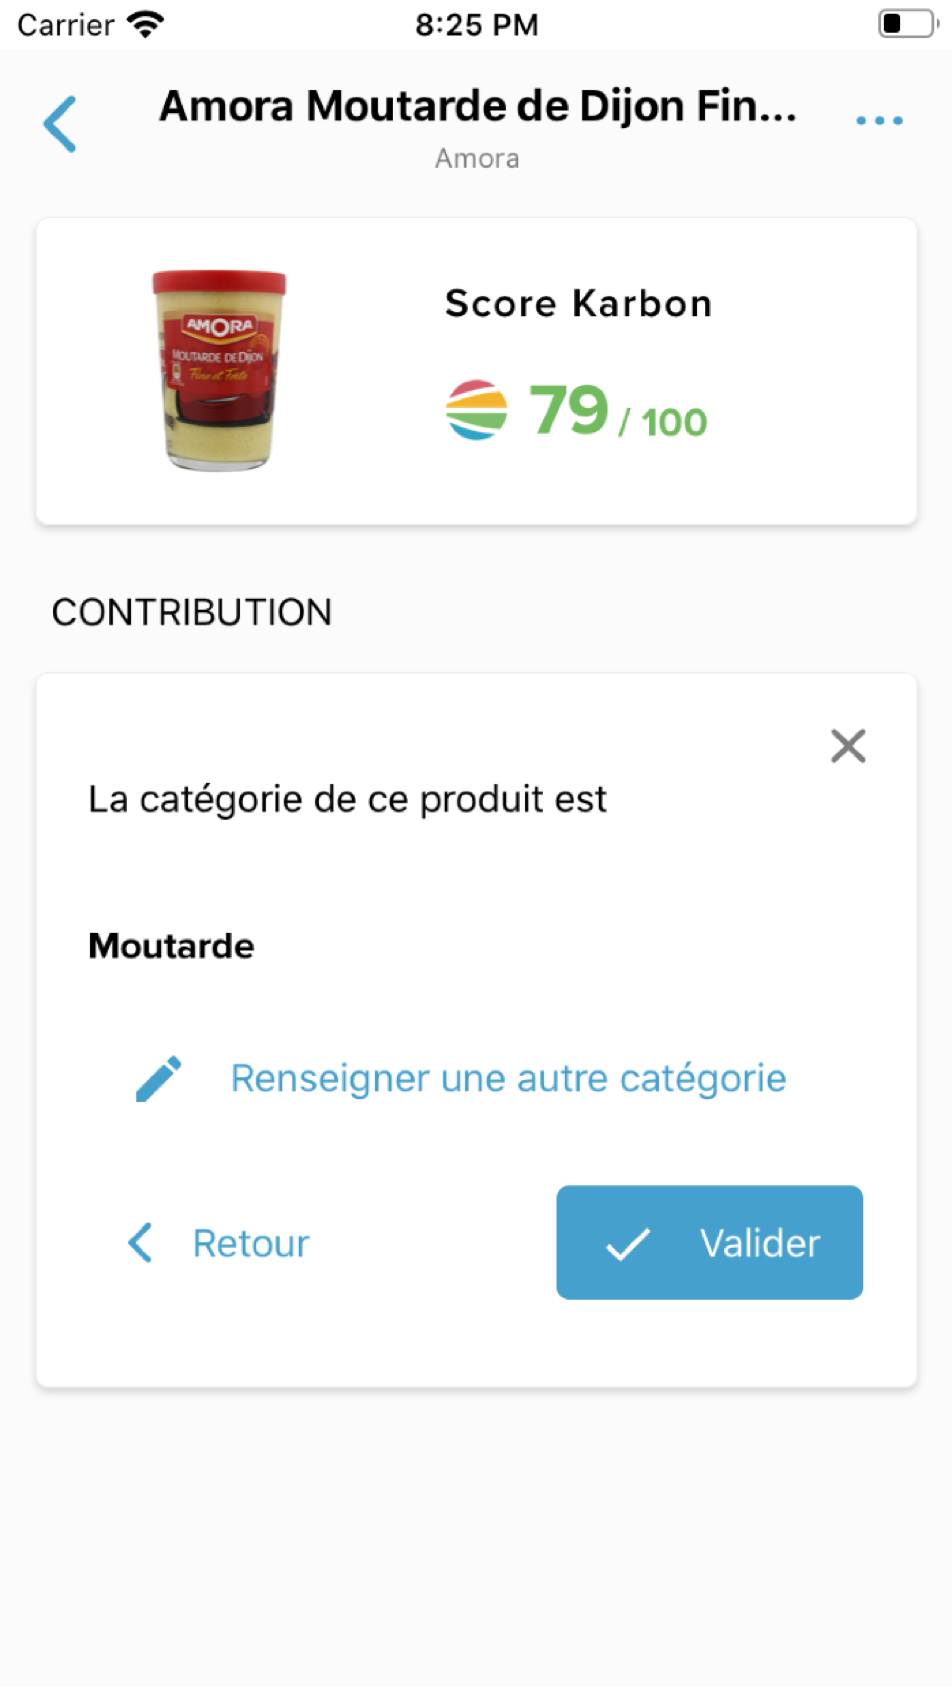 Carrier
8:25 PM
Amora Moutarde de Dijon Fin...
Amora
AMORA
MOUTARDE DE DIJON
Fine et Forte
Score Karbon
79 / 100
CONTRIBUTION
La catégorie de ce produit est
Moutarde
Renseigner une autre catégorie
Retour
Valider